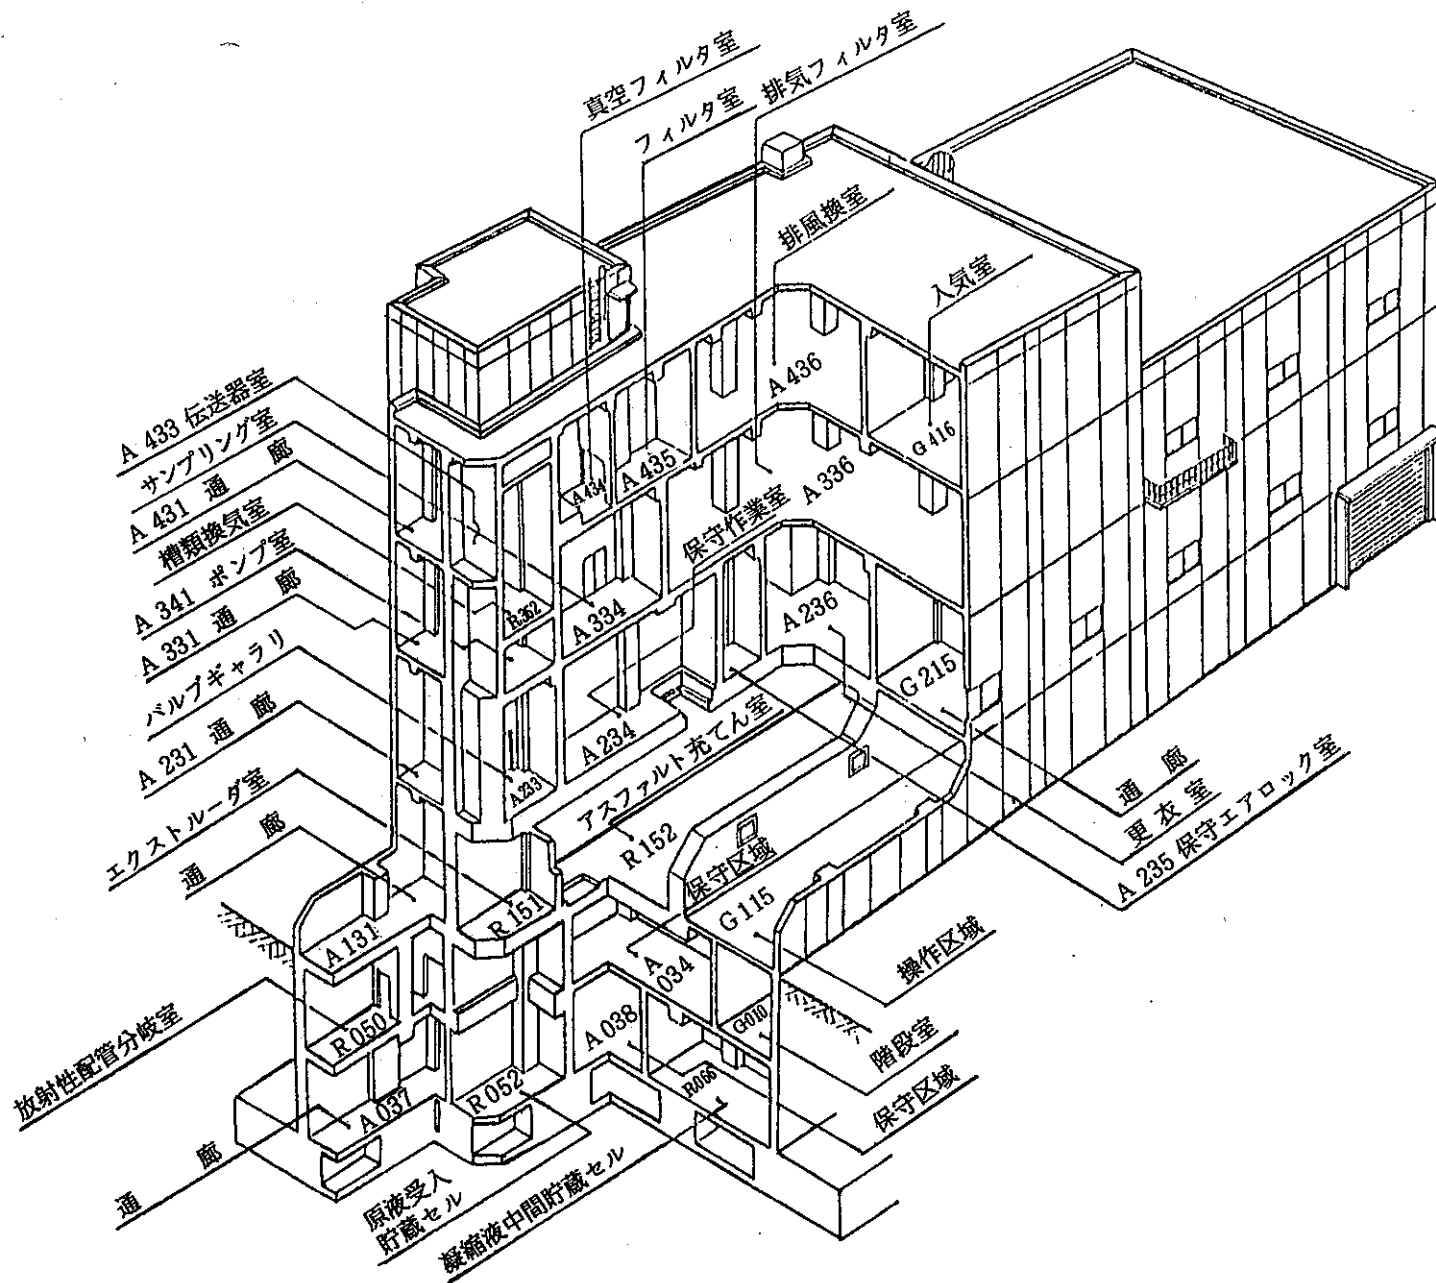 真空フィルタ室
フィルタ室
排気フィルタ室
排風換室
入気室
A 433 伝送器室
サンプリング室
A 431 通廊
槽類換気室
A 341 ポンプ室
A 331 通廊
バルブギャラリ
A 231 通廊
エクストルーダ室
通廊
A 436
G 416
A 434
A 435
保守作業室
A 336
R 362
A 334
A 236
G 215
A 234
A 233
アスファルト充てん室
R 152
保守区域
通廊
更衣室
A 235 保守エアロック室
A 131
R 151
G 115
A 034
操作区域
R 050
A 038
G 010
階段室
放射性配管分岐室
A 037
R 052
R 066
保守区域
通廊
原液受入
貯蔵セル
凝縮液中間貯蔵セル